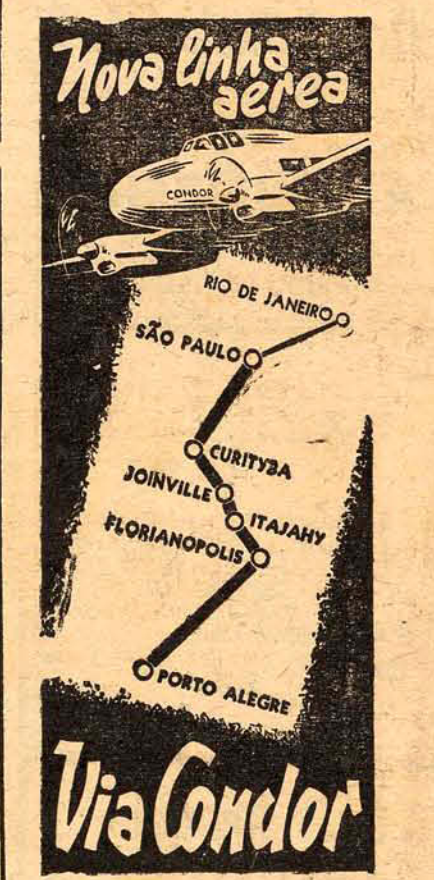 Nova linha
aerea
CONDOR
RIO DE JANEIRO
SÃO PAULO
CURITYBA
JOINVILLE
ITAJAHY
FLORIANOPOLIS
PORTO ALEGRE
Via Condor